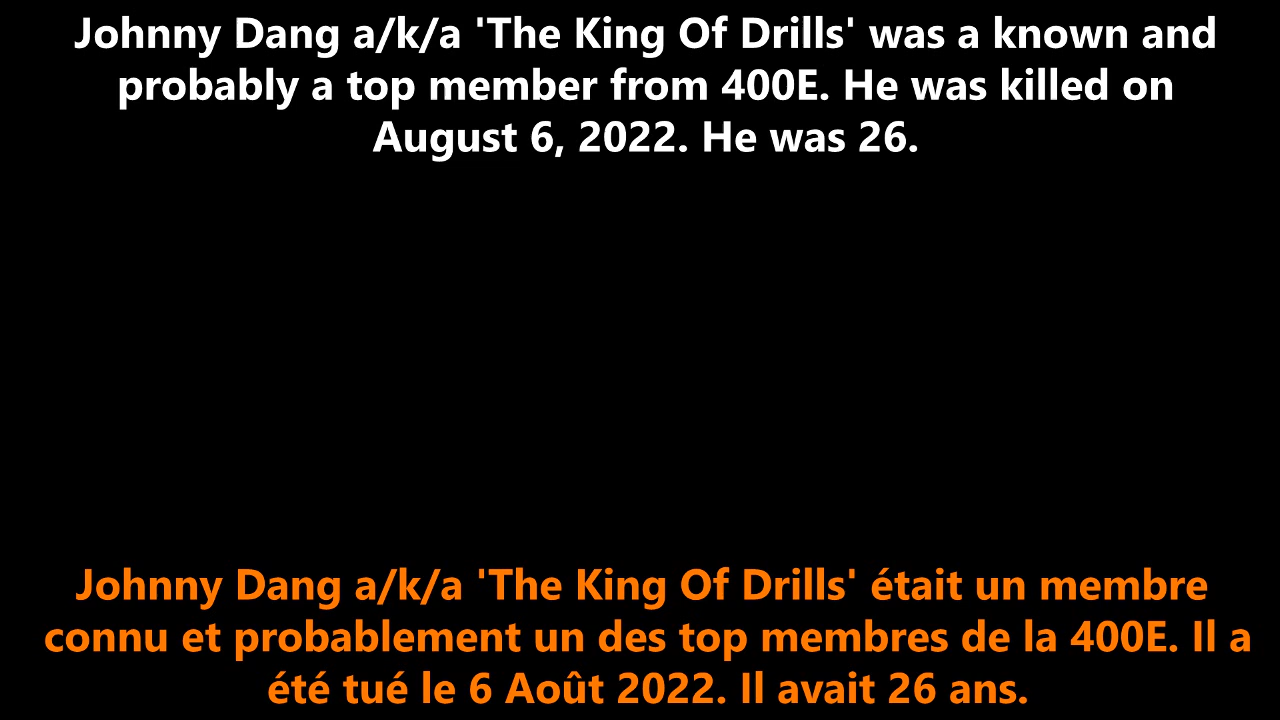 Johnny Dang a/k/a 'The King Of Drills' was a known and
probably a top member from 400E. He was killed on
August 6, 2022. He was 26.
Johnny Dang a/k/a 'The King Of Drills' était un membre
connu et probablement un des top membres de la 400E. Il a
été tué le 6 Août 2022. Il avait 26 ans.